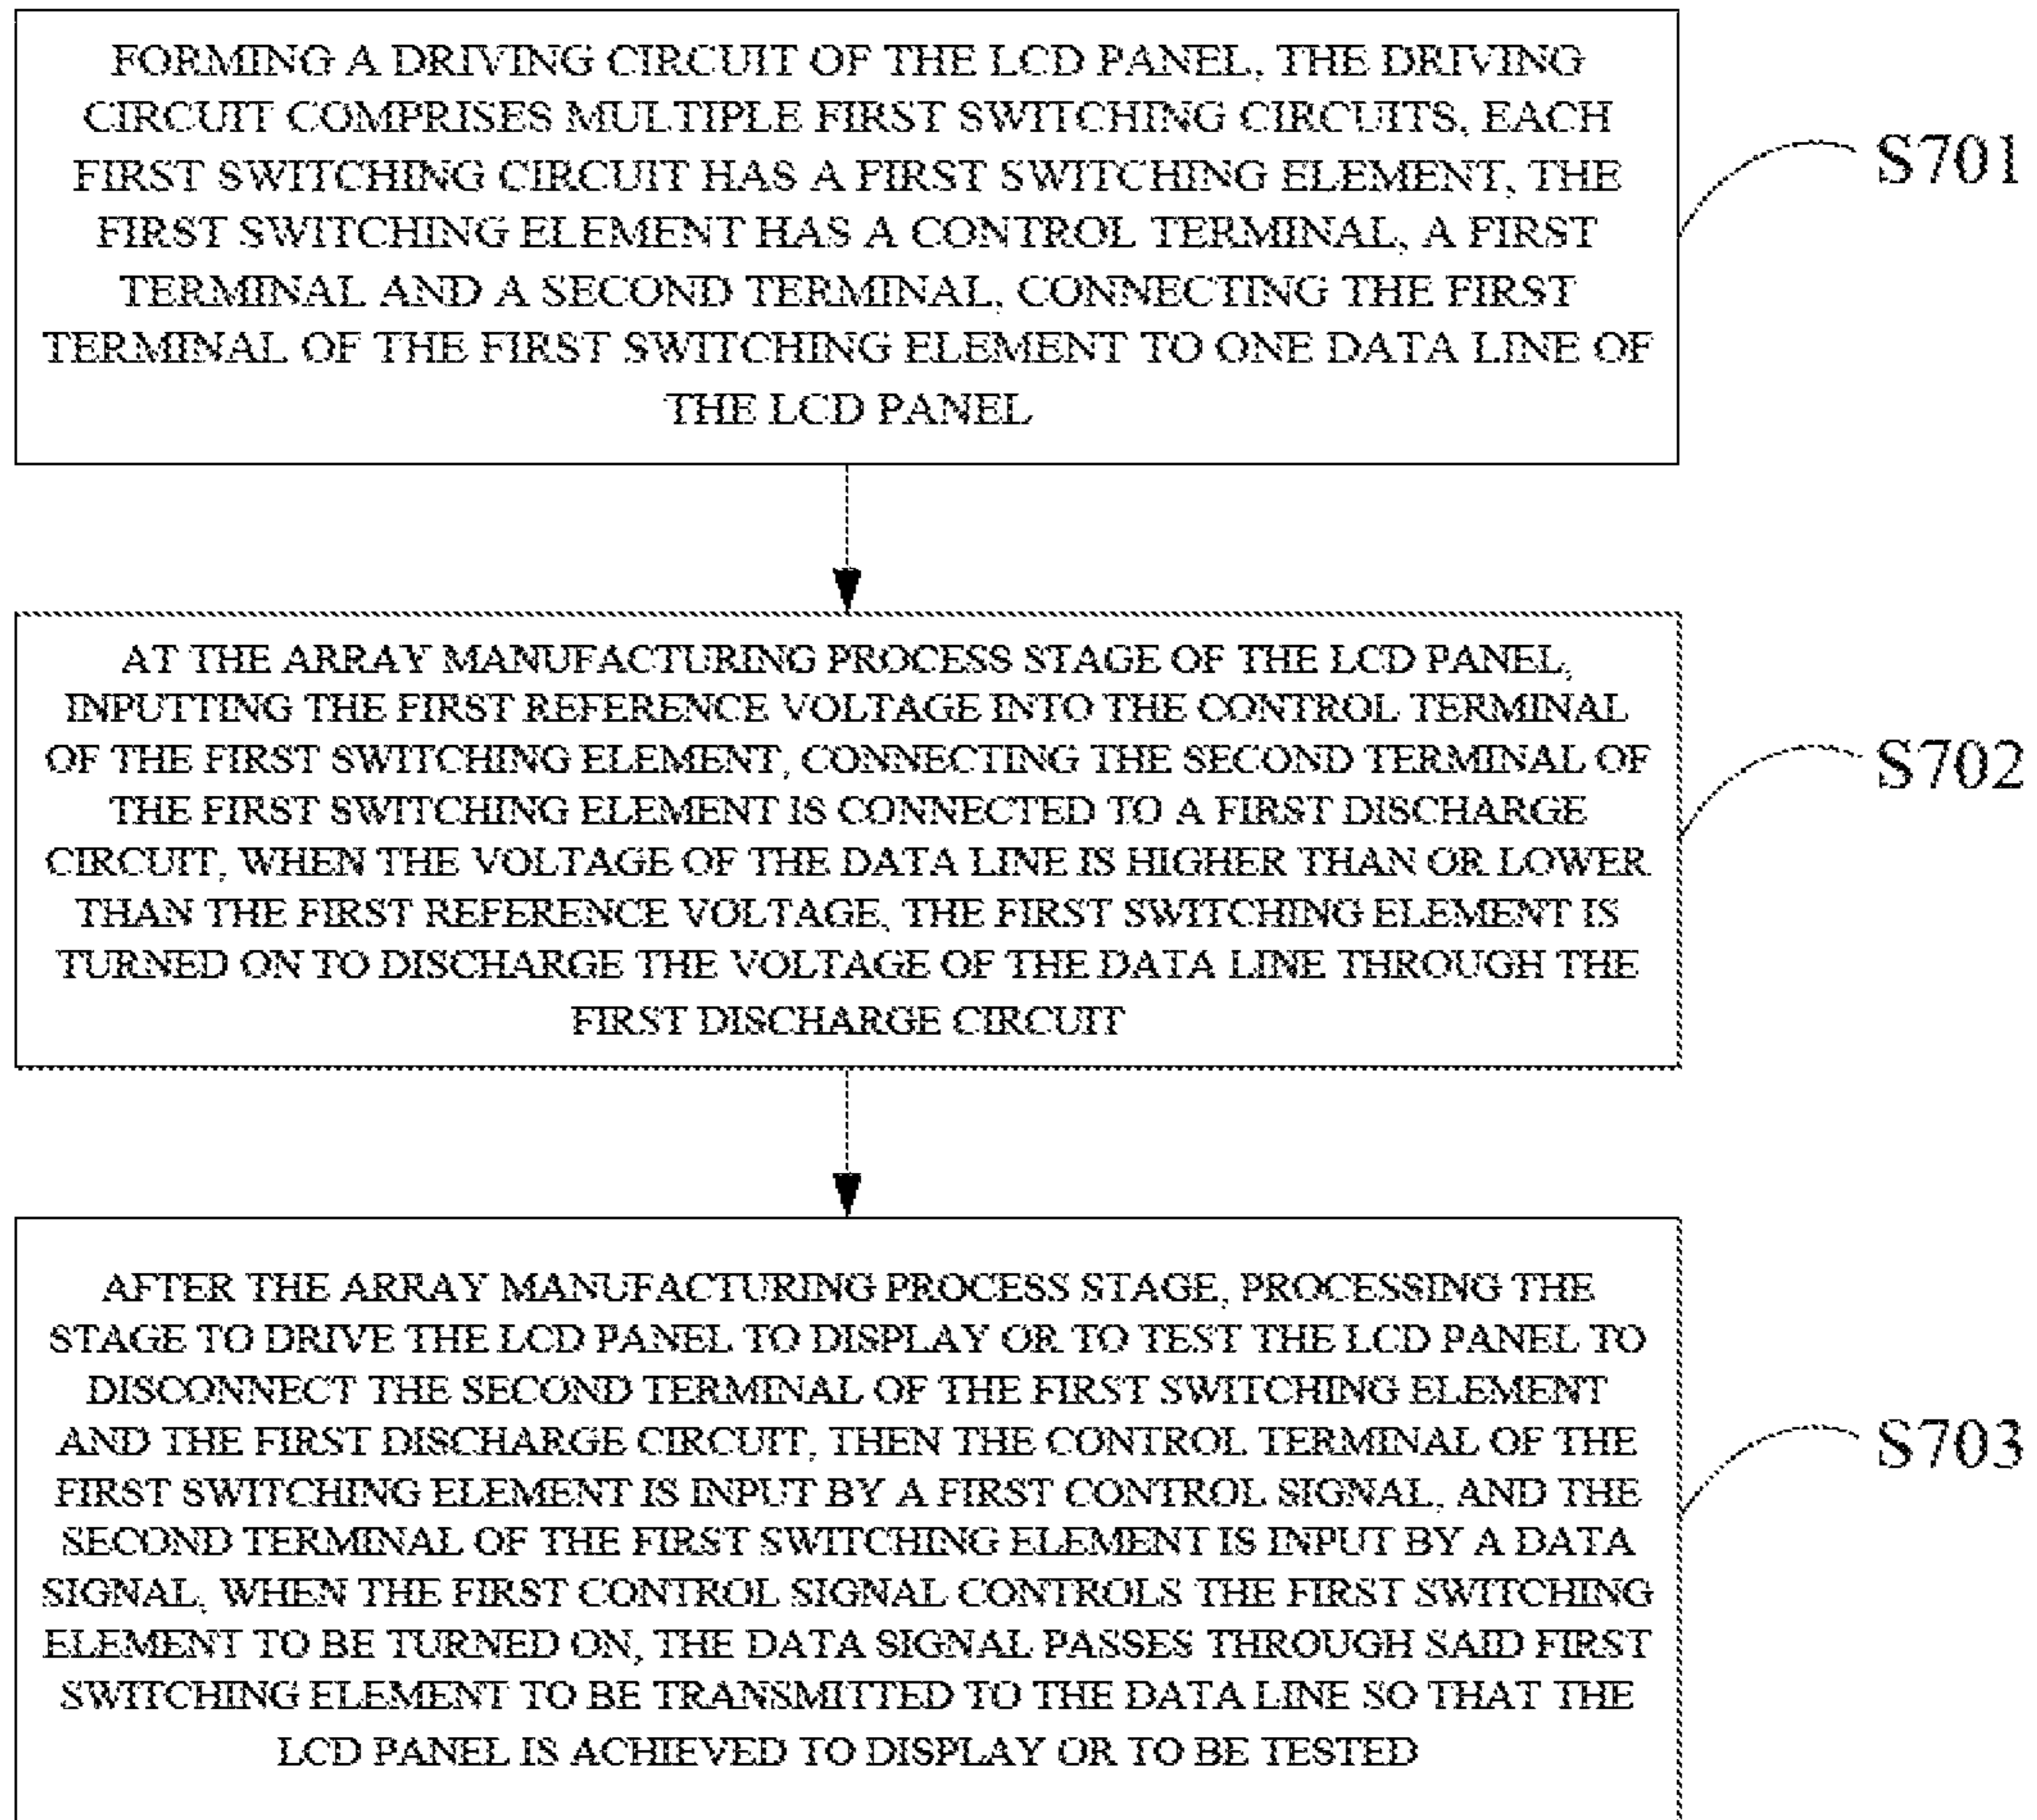 FORMING A DRIVING CIRCUIT OF THE LCD PANEL, THE DRIVING
CIRCUIT COMPRISES MULTIPLE FIRST SWITCHING CIRCUITS, EACH
FIRST SWITCHING CIRCUIT HAS A FIRST SWITCHING ELEMENT, THE
FIRST SWITCHING ELEMENT HAS A CONTROL TERMINAL, A FIRST
TERMINAL AND A SECOND TERMINAL, CONNECTING THE FIRST
TERMINAL OF THE FIRST SWITCHING ELEMENT TO ONE DATA LINE OF
THE LCD PANEL
S701
AT THE ARRAY MANUFACTURING PROCESS STAGE OF THE LCD PANEL,
INPUTTING THE FIRST REFERENCE VOLTAGE INTO THE CONTROL TERMINAL
OF THE FIRST SWITCHING ELEMENT, CONNECTING THE SECOND TERMINAL OF
THE FIRST SWITCHING ELEMENT IS CONNECTED TO A FIRST DISCHARGE
CIRCUIT, WHEN THE VOLTAGE OF THE DATA LINE IS HIGHER THAN OR LOWER
THAN THE FIRST REFERENCE VOLTAGE, THE FIRST SWITCHING ELEMENT IS
TURNED ON TO DISCHARGE THE VOLTAGE OF THE DATA LINE THROUGH THE
FIRST DISCHARGE CIRCUIT
S702
AFTER THE ARRAY MANUFACTURING PROCESS STAGE, PROCESSING THE
STAGE TO DRIVE THE LCD PANEL TO DISPLAY OR TO TEST THE LCD PANEL TO
DISCONNECT THE SECOND TERMINAL OF THE FIRST SWITCHING ELEMENT
AND THE FIRST DISCHARGE CIRCUIT, THEN THE CONTROL TERMINAL OF THE
FIRST SWITCHING ELEMENT IS INPUT BY A FIRST CONTROL SIGNAL, AND THE
SECOND TERMINAL OF THE FIRST SWITCHING ELEMENT IS INPUT BY A DATA
SIGNAL, WHEN THE FIRST CONTROL SIGNAL CONTROLS THE FIRST SWITCHING
ELEMENT TO BE TURNED ON, THE DATA SIGNAL PASSES THROUGH SAID FIRST
SWITCHING ELEMENT TO BE TRANSMITTED TO THE DATA LINE SO THAT THE
LCD PANEL IS ACHIEVED TO DISPLAY OR TO BE TESTED
S703